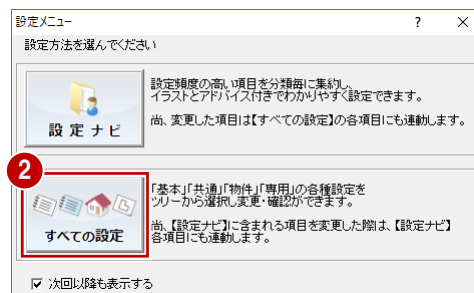 設定メニュー ? ×
設定方法を選んでください
設定ナビ
設定頻度の高い項目を分類毎に集約し、
イラストとアドバイス付きでわかりやすく設定できます。
尚、変更した項目は【すべての設定】の各項目にも連動します。
2
すべての設定
「基本」「共通」「物件」「専用」の各種設定を
ツリーから選択し変更・確認ができます。
尚、【設定ナビ】に含まれる項目を変更した際は、【設定ナビ】
各項目にも連動します。
次回以降も表示する